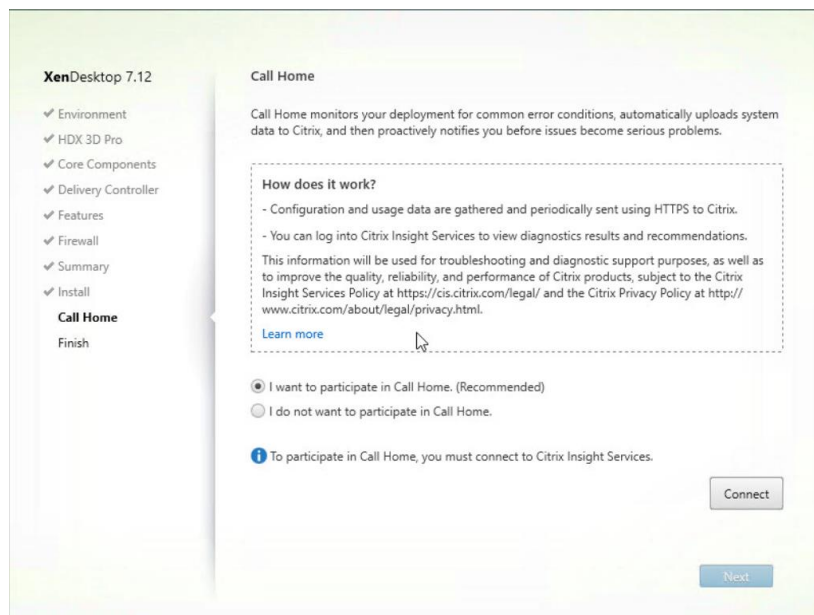 XenDesktop 7.12
Environment
HDX 3D Pro
Core Components
Delivery Controller
Features
Firewall
Summary
Install
Call Home
Finish
Call Home
Call Home monitors your deployment for common error conditions, automatically uploads system
data to Citrix, and then proactively notifies you before issues become serious problems.
How does it work?
- Configuration and usage data are gathered and periodically sent using HTTPS to Citrix.
- You can log into Citrix Insight Services to view diagnostics results and recommendations.
This information will be used for troubleshooting and diagnostic support purposes, as well as
to improve the quality, reliability, and performance of Citrix products, subject to the Citrix
Insight Services Policy at https://cis.citrix.com/legal/ and the Citrix Privacy Policy at http://
www.citrix.com/about/legal/privacy.html.
Learn more
I want to participate in Call Home. (Recommended)
I do not want to participate in Call Home.
To participate in Call Home, you must connect to Citrix Insight Services.
Connect
Next